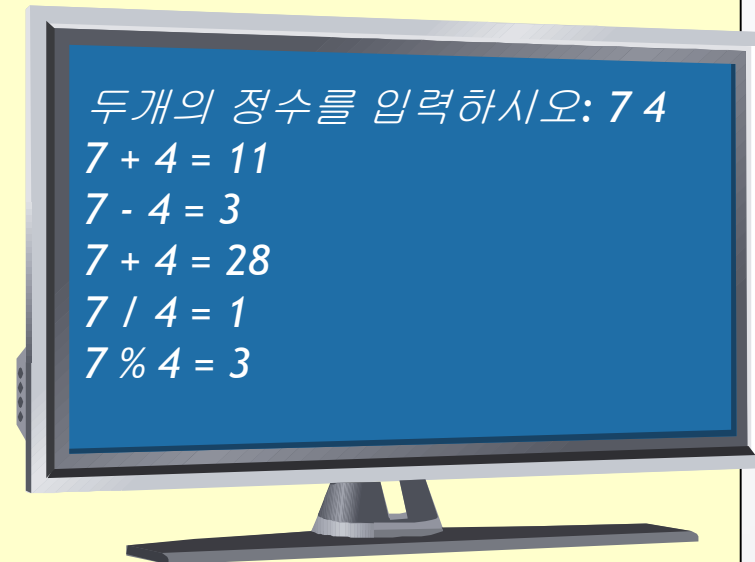 두개의 정수를 입력하시오: 7 4
7 + 4 = 11
7 - 4 = 3
7 + 4 = 28
7 / 4 = 1
7 % 4 = 3